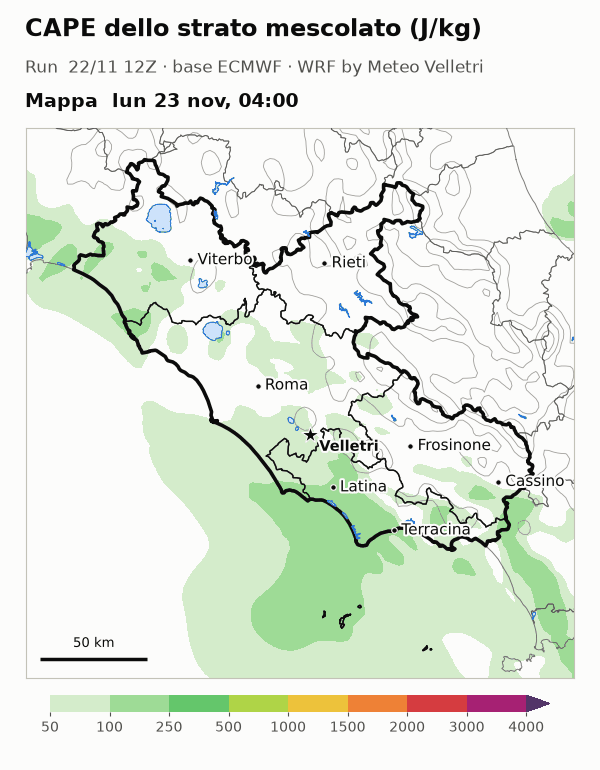 CAPE dello strato mescolato (J/kg)
Run  22/11 12Z · base ECMWF · WRF by Meteo Velletri
Mappa  lun 23 nov, 04:00
Viterbo
Rieti
Roma
Velletri
Frosinone
Latina
Cassino
Terracina
50 km
50 100 250 500 1000 1500 2000 3000 4000